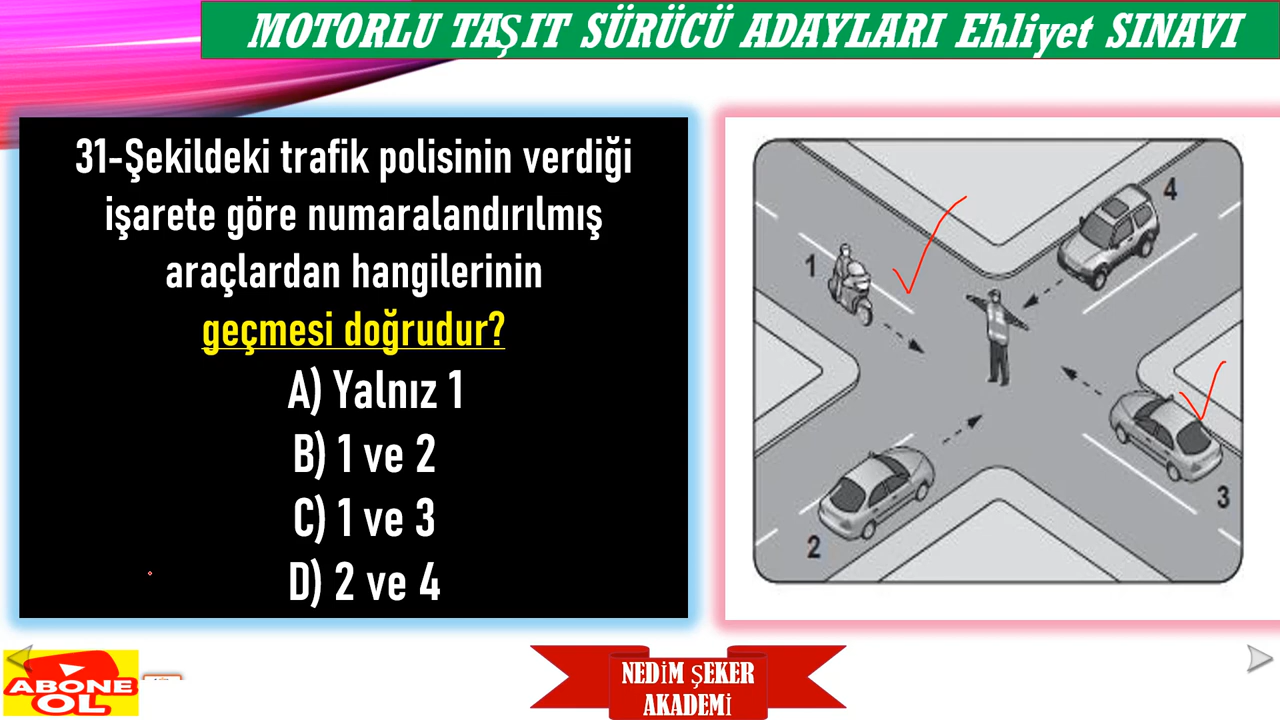 MOTORLU TAŞIT SÜRÜCÜ ADAYLARI Ehliyet SINAVI
31-Şekildeki trafik polisinin verdiği
işarete göre numaralandırılmış
araçlardan hangilerinin
geçmesi doğrudur?
A) Yalnız 1
B) 1 ve 2
C) 1 ve 3
D) 2 ve 4
4
1
3
2
ABONE
OL
NEDİM ŞEKER
AKADEMİ